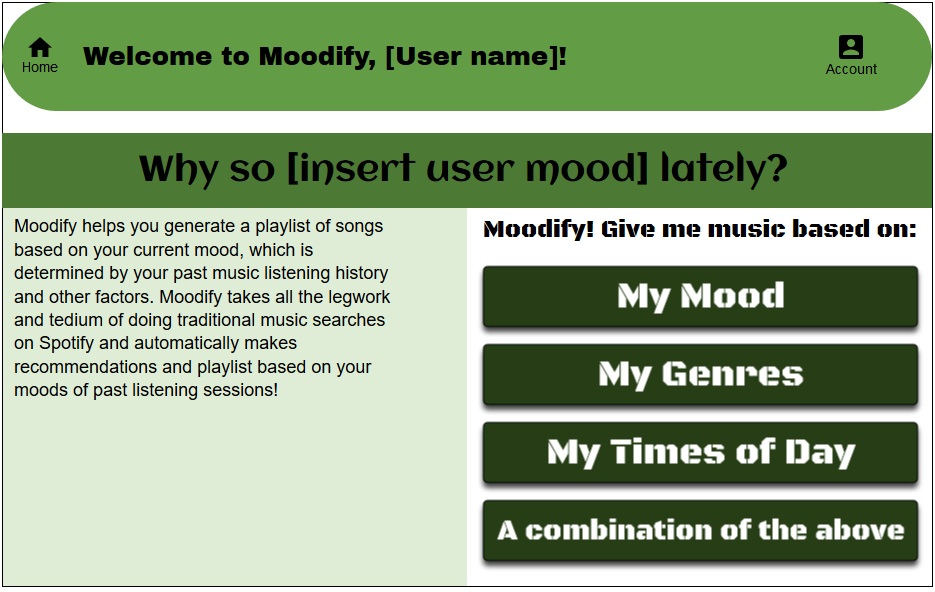 Home
Welcome to Moodify, [User name]!
Account
Why so [insert user mood] lately?
Moodify helps you generate a playlist of songs
based on your current mood, which is
determined by your past music listening history
and other factors. Moodify takes all the legwork
and tedium of doing traditional music searches
on Spotify and automatically makes
recommendations and playlist based on your
moods of past listening sessions!
Moodify! Give me music based on:
My Mood
My Genres
My Times of Day
A combination of the above